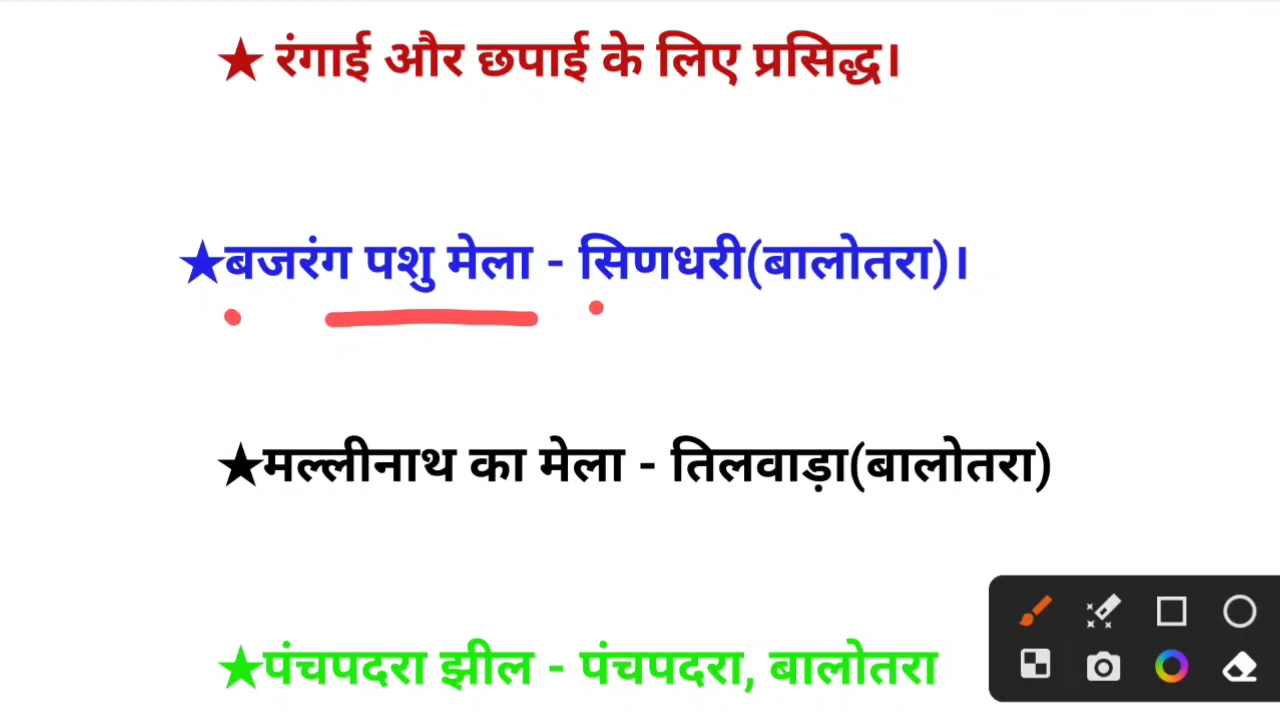 ★ रंगाई और छपाई के लिए प्रसिद्ध।
★बजरंग पशु मेला - सिणधरी(बालोतरा)।
★मल्लीनाथ का मेला - तिलवाड़ा(बालोतरा)
★पंचपदरा झील - पंचपदरा, बालोतरा